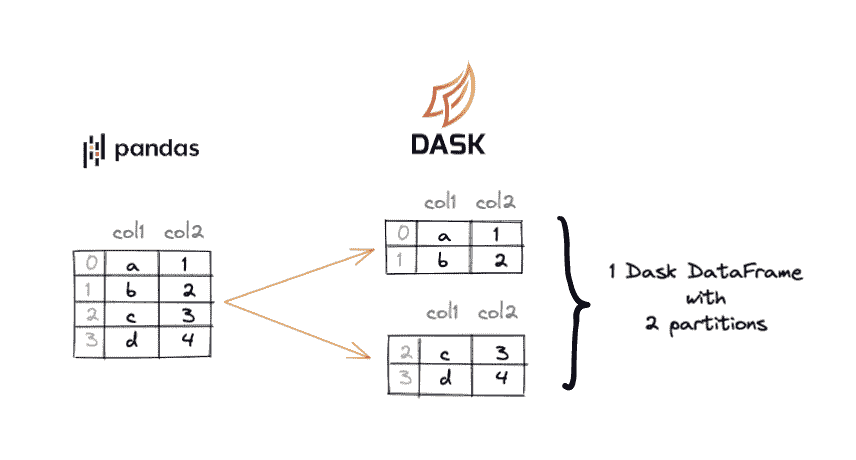 DASK
pandas
col1 col2
0 a 1
1 b 2
2 c 3
3 d 4
col1 col2
0 a 1
1 b 2
col1 col2
2 c 3
3 d 4
1 Dask DataFrame
with
2 partitions